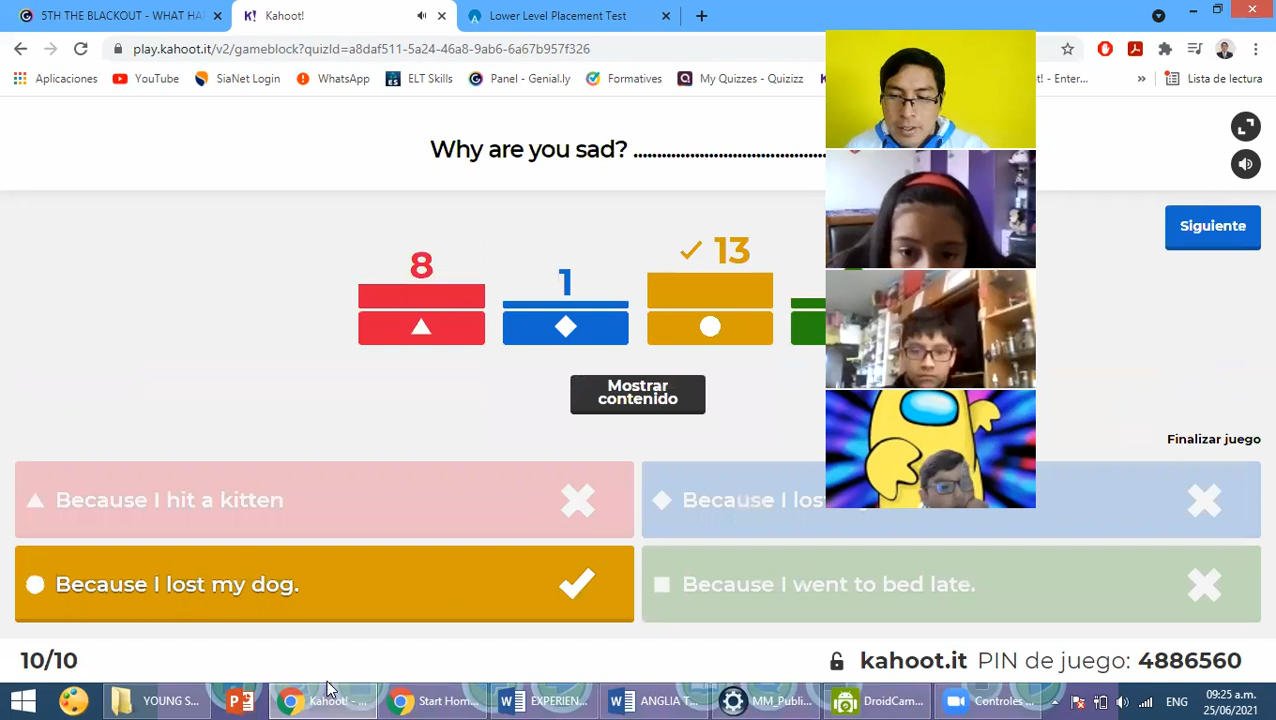 5TH THE BLACKOUT - WHAT HA
Kahoot!
Lower Level Placement Test
play.kahoot.it/v2/gameblock?quizId=a8daf511-5a24-46a8-9ab6-6a67b957f326
Aplicaciones
YouTube
SiaNet Login
WhatsApp
ELT Skills
Panel - Genial.ly
Formatives
My Quizzes - Quizizz
! - Enter...
»
Lista de lectura
Why are you sad? ................................................
8
1
13
Siguiente
Mostrar
contenido
Finalizar juego
Because I hit a kitten
Because I lost
Because I lost my dog.
Because I went to bed late.
10/10
kahoot.it PIN de juego: 4886560
YOUNG S...
Kahoot! - ...
Start Hom...
EXPERIEN...
ANGLIA T...
MM_Publi...
DroidCam...
Controles ...
ENG
09:25 a.m.
25/06/2021